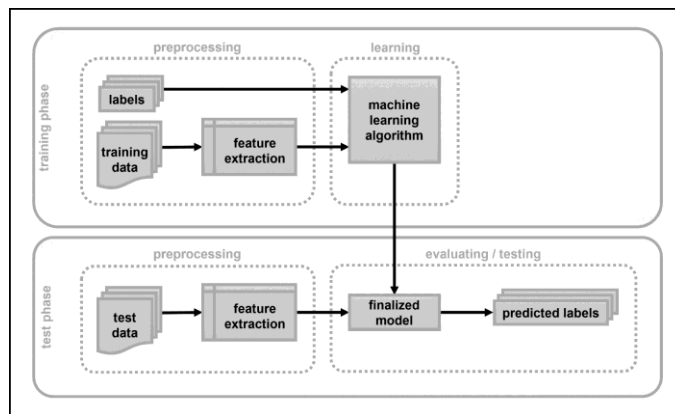 training phase
preprocessing
learning
labels
training
data
feature
extraction
machine
learning
algorithm
test phase
preprocessing
evaluating / testing
test
data
feature
extraction
finalized
model
predicted labels